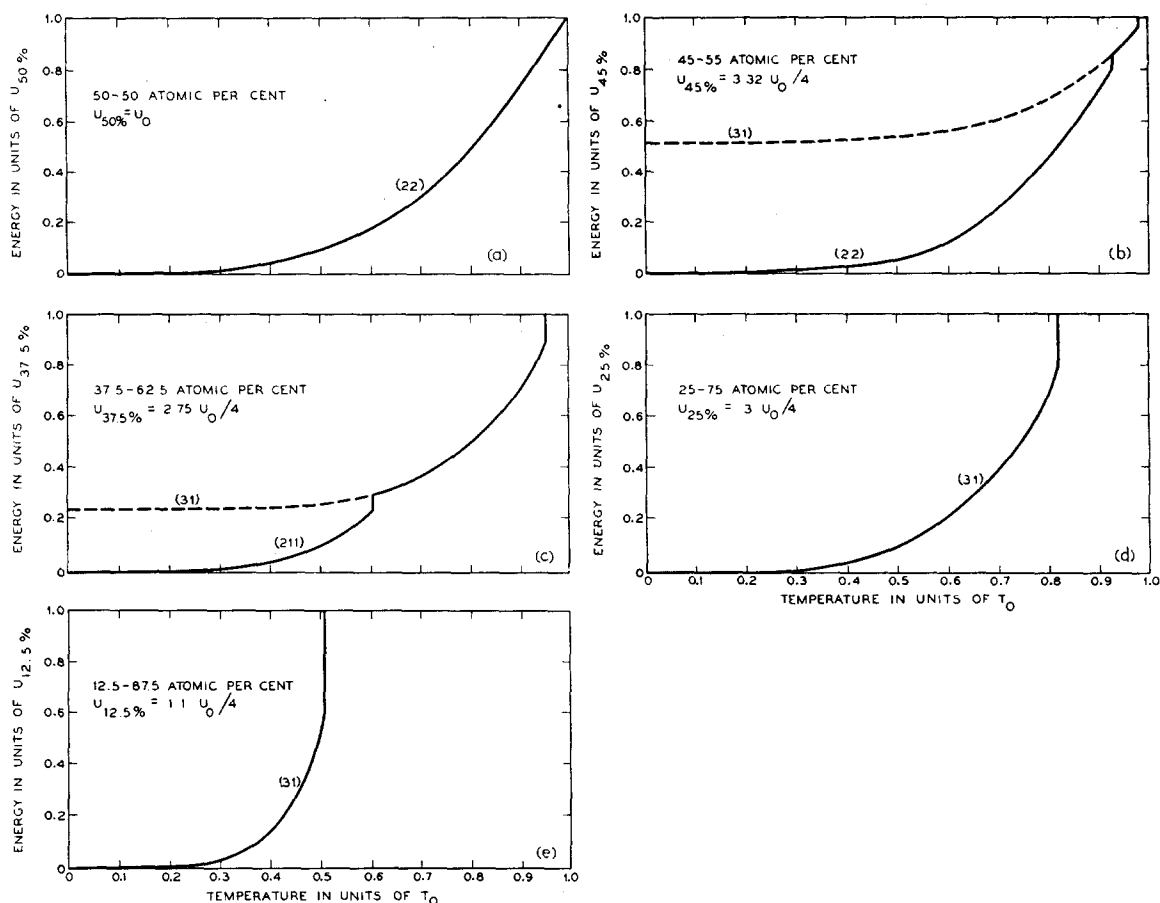 ENERGY IN UNITS OF U50%
1.0
0.8
0.6
0.4
0.2
0
50-50 ATOMIC PER CENT
U50%=U0
(22)
(a)
ENERGY IN UNITS OF U45%
1.0
0.8
0.6
0.4
0.2
0
45-55 ATOMIC PER CENT
U45% = 3 32 U0/4
(31)
(22)
(b)
ENERGY IN UNITS OF U37 5%
1.0
0.8
0.6
0.4
0.2
0
37 5-62 5 ATOMIC PER CENT
U37.5% = 2 75 U0/4
(31)
(211)
(c)
ENERGY IN UNITS OF U25%
1.0
0.8
0.6
0.4
0.2
0
25-75 ATOMIC PER CENT
U25% = 3 U0/4
(31)
(d)
0 0.1 0.2 0.3 0.4 0.5 0.6 0.7 0.8 0.9 1.0
TEMPERATURE IN UNITS OF T0
ENERGY IN UNITS OF U12.5%
1.0
0.8
0.6
0.4
0.2
0
12.5-87.5 ATOMIC PER CENT
U12.5% = 1 1 U0/4
(31)
(e)
0 0.1 0.2 0.3 0.4 0.5 0.6 0.7 0.8 0.9 1.0
TEMPERATURE IN UNITS OF T0